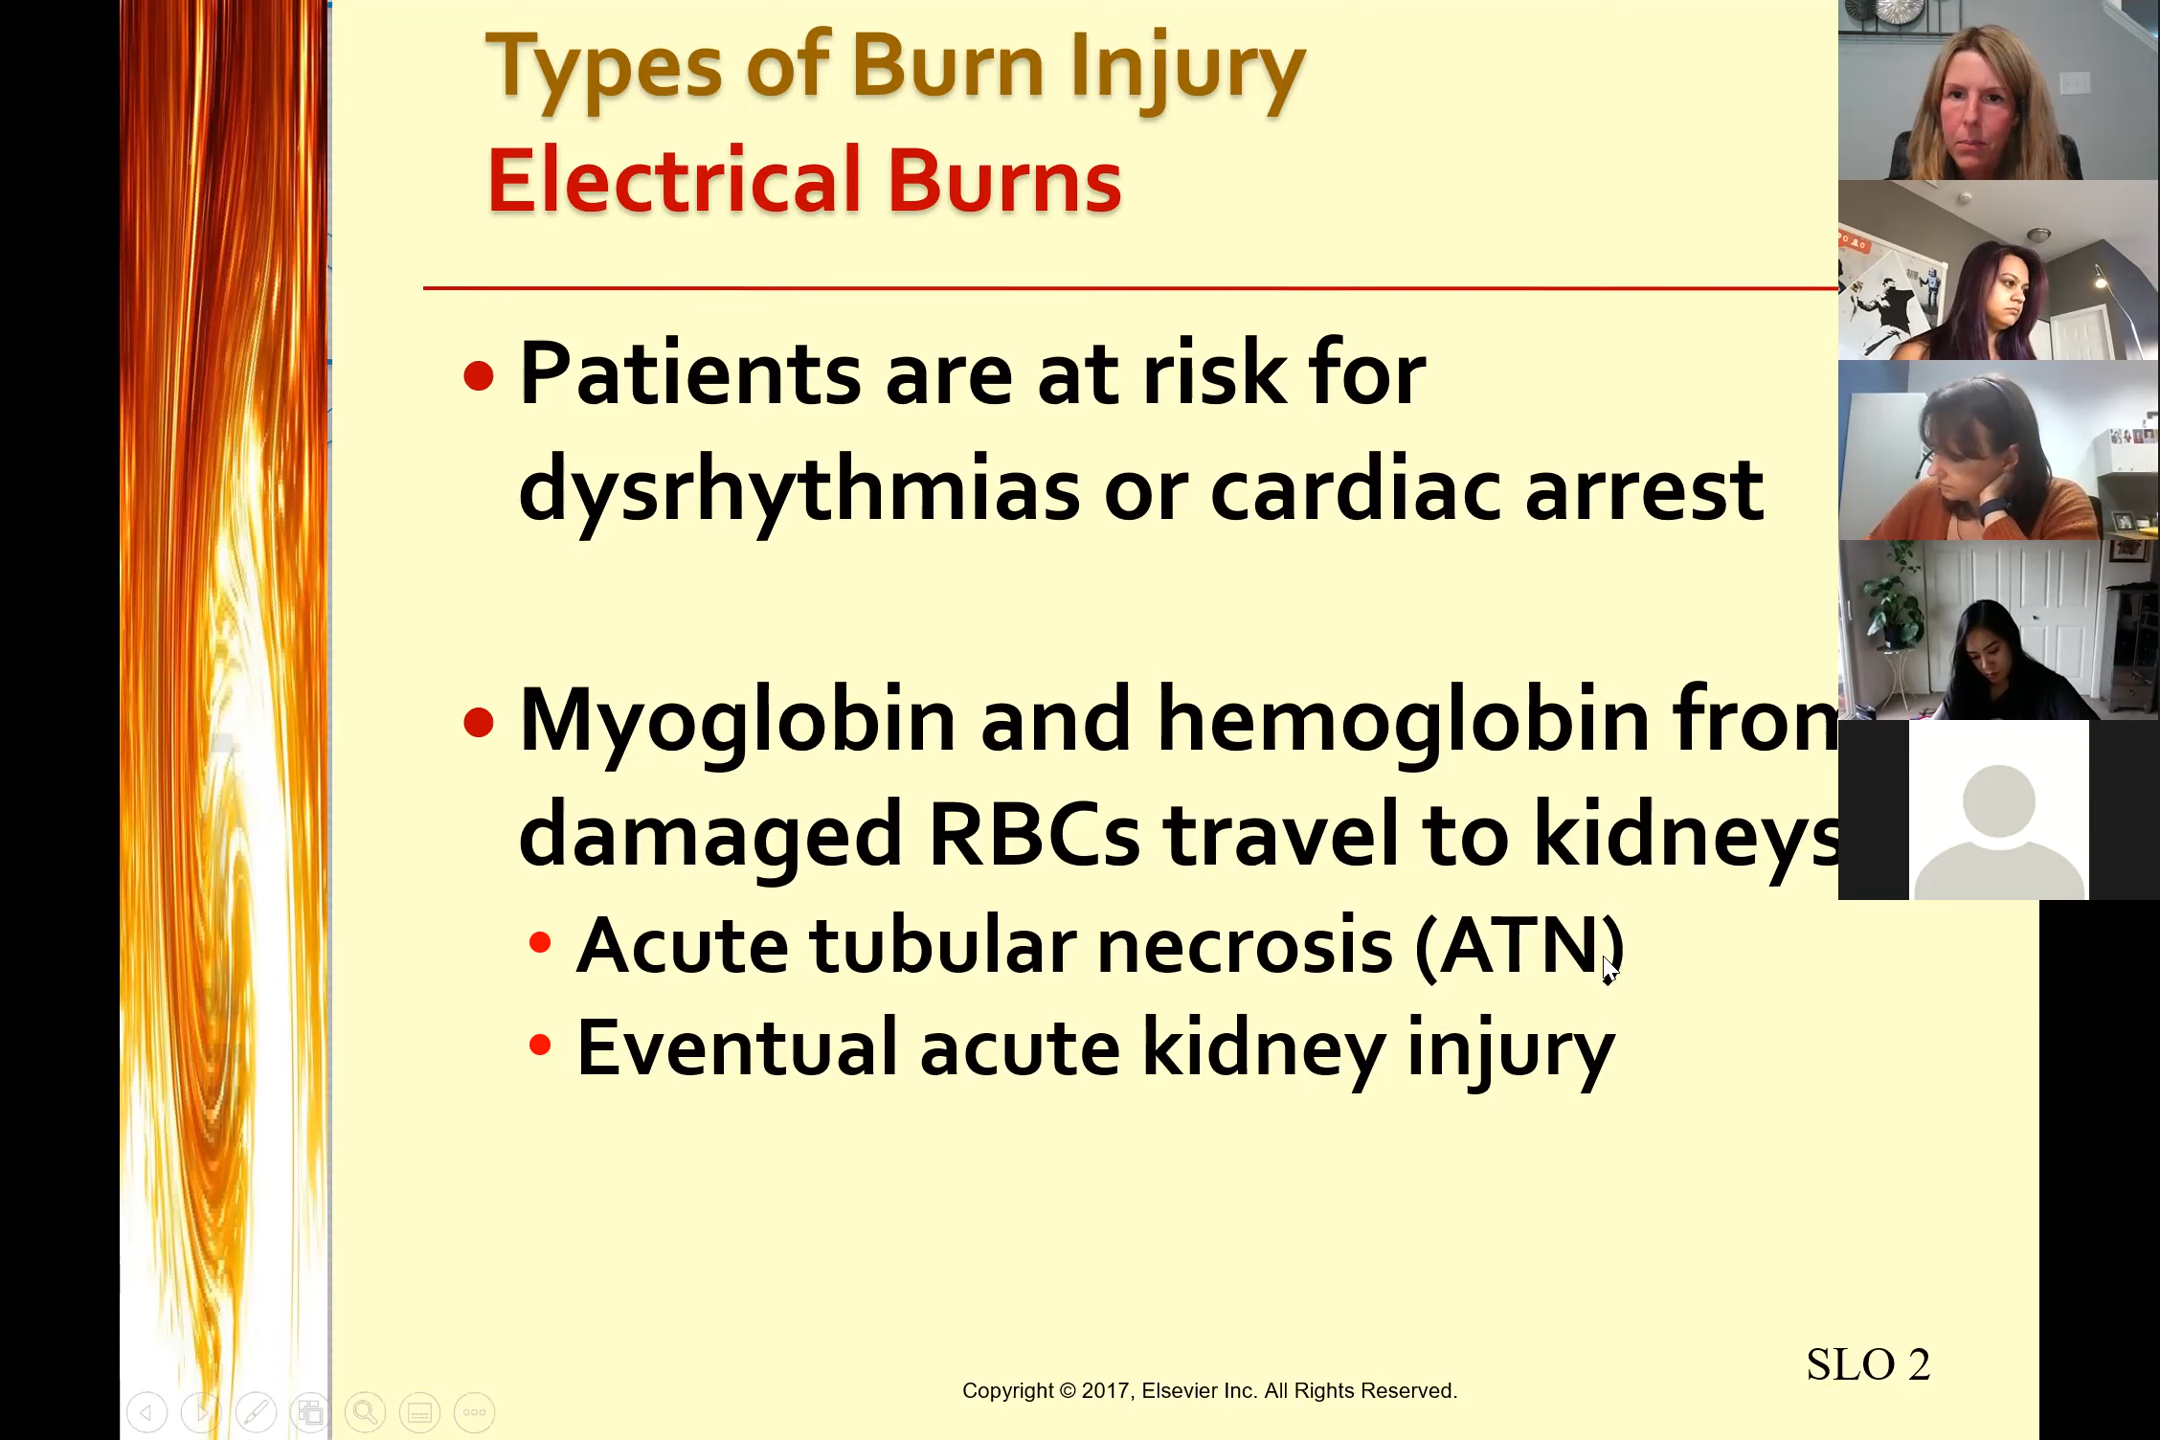 Types of Burn Injury
Electrical Burns
• Patients are at risk for
dysrhythmias or cardiac arrest
• Myoglobin and hemoglobin from
damaged RBCs travel to kidneys
• Acute tubular necrosis (ATN)
• Eventual acute kidney injury
SLO 2
Copyright © 2017, Elsevier Inc. All Rights Reserved.